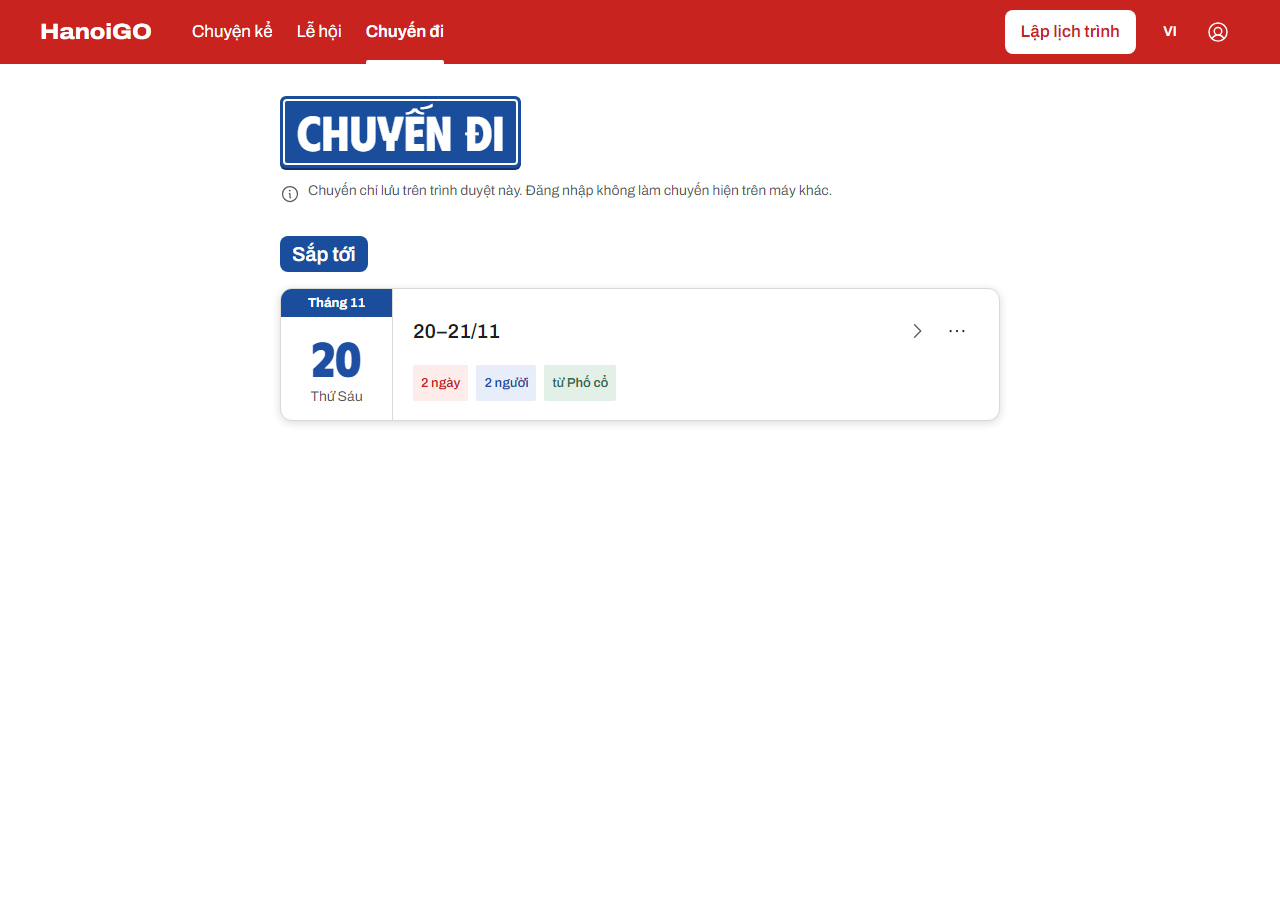 HanoiGO
Chuyện kể
Lễ hội
Chuyến đi
Lập lịch trình
VI
CHUYẾN ĐI
Chuyến chỉ lưu trên trình duyệt này. Đăng nhập không làm chuyến hiện trên máy khác.
Sắp tới
Tháng 11
20
Thứ Sáu
20–21/11
2 ngày
2 người
từ Phố cổ